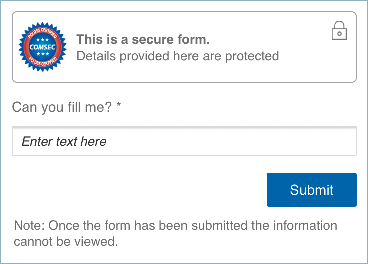 COMSEC
This is a secure form.
Details provided here are protected
Can you fill me? *
Enter text here
Submit
Note: Once the form has been submitted the information
cannot be viewed.